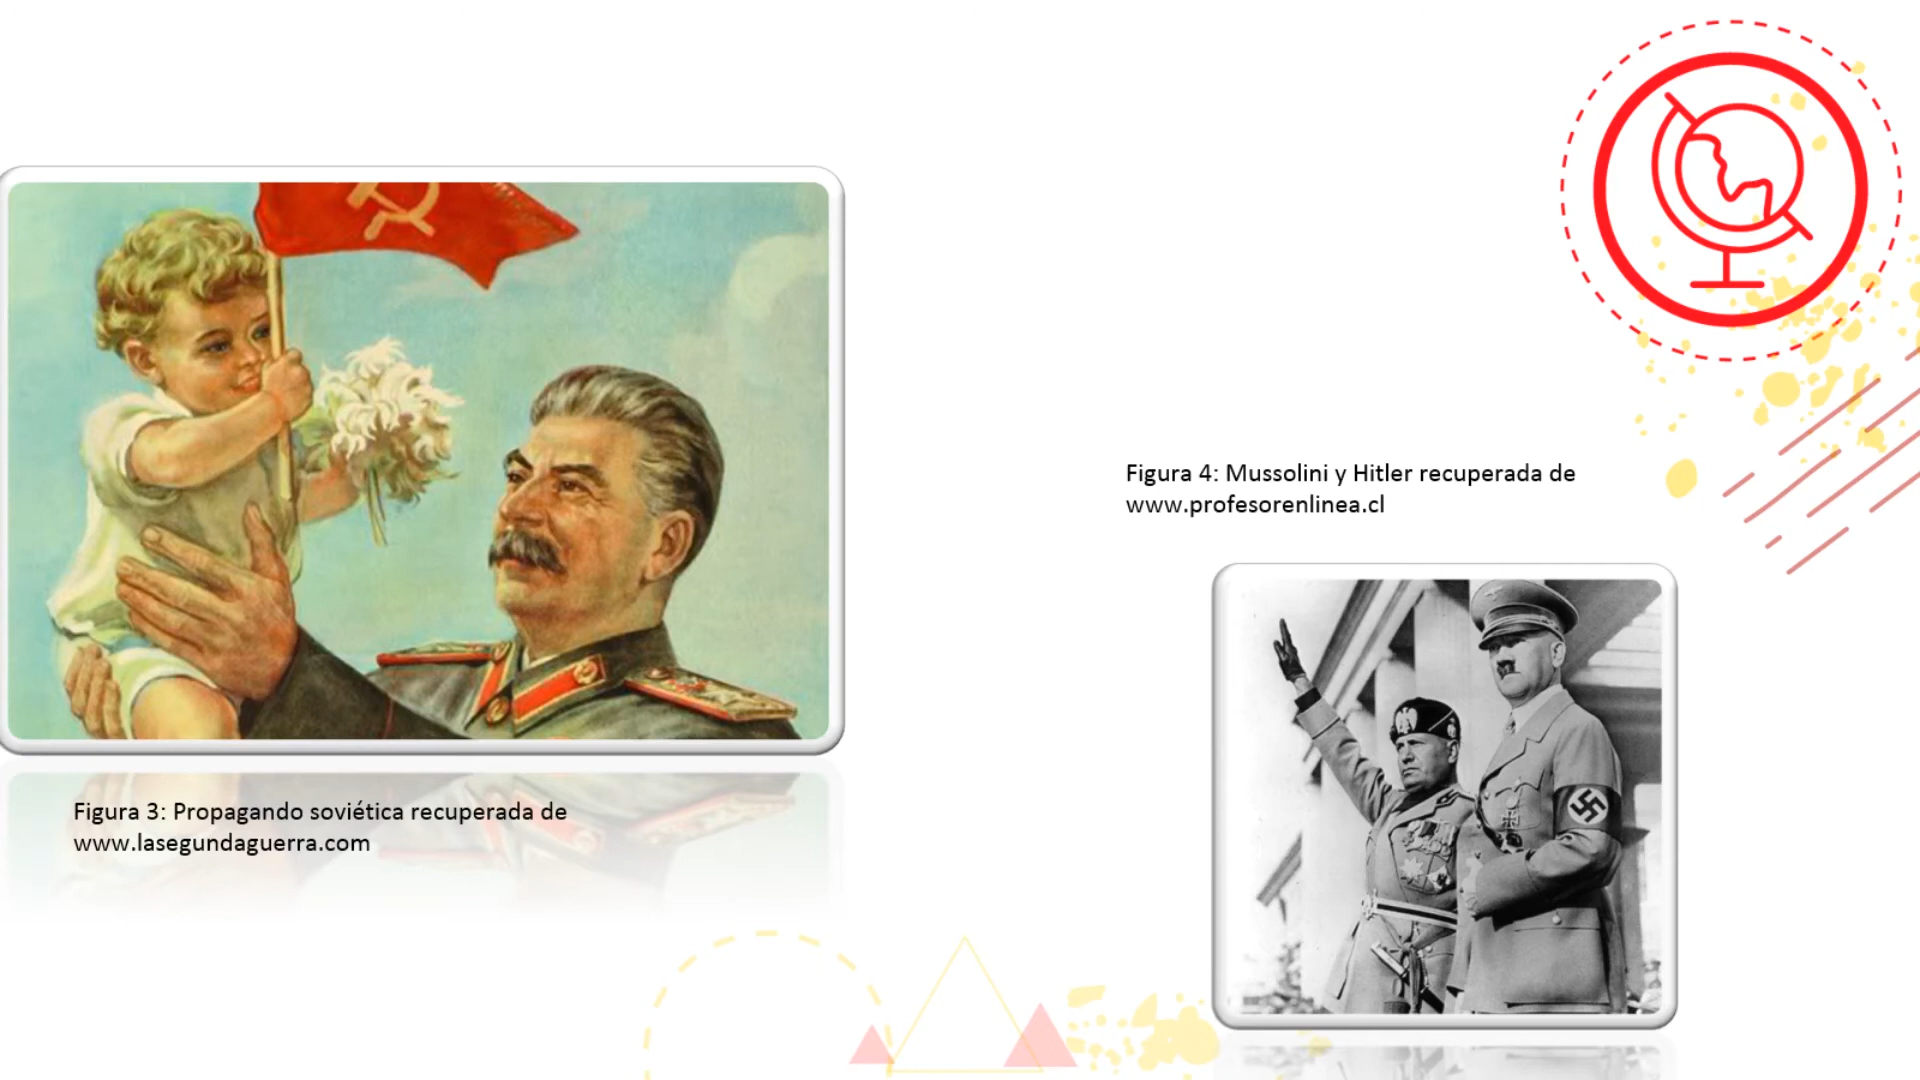 Figura 4: Mussolini y Hitler recuperada de
www.profesorenlinea.cl
Figura 3: Propagando soviética recuperada de
www.lasegundaguerra.com